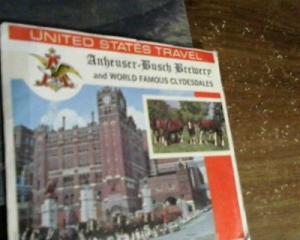 UNITED STATES TRAVEL
Anheuser-Busch Brewery
and WORLD FAMOUS CLYDESDALES